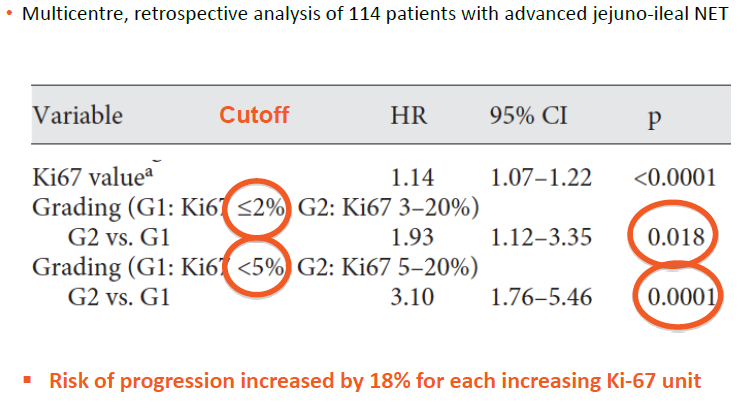 • Multicentre, retrospective analysis of 114 patients with advanced jejuno-ileal NET
Variable Cutoff HR 95% CI p
Ki67 valueª 1.14 1.07–1.22 <0.0001
Grading (G1: Ki67 ≤2% G2: Ki67 3–20%)
G2 vs. G1 1.93 1.12–3.35 0.018
Grading (G1: Ki67 <5% G2: Ki67 5–20%)
G2 vs. G1 3.10 1.76–5.46 0.0001
▪ Risk of progression increased by 18% for each increasing Ki-67 unit